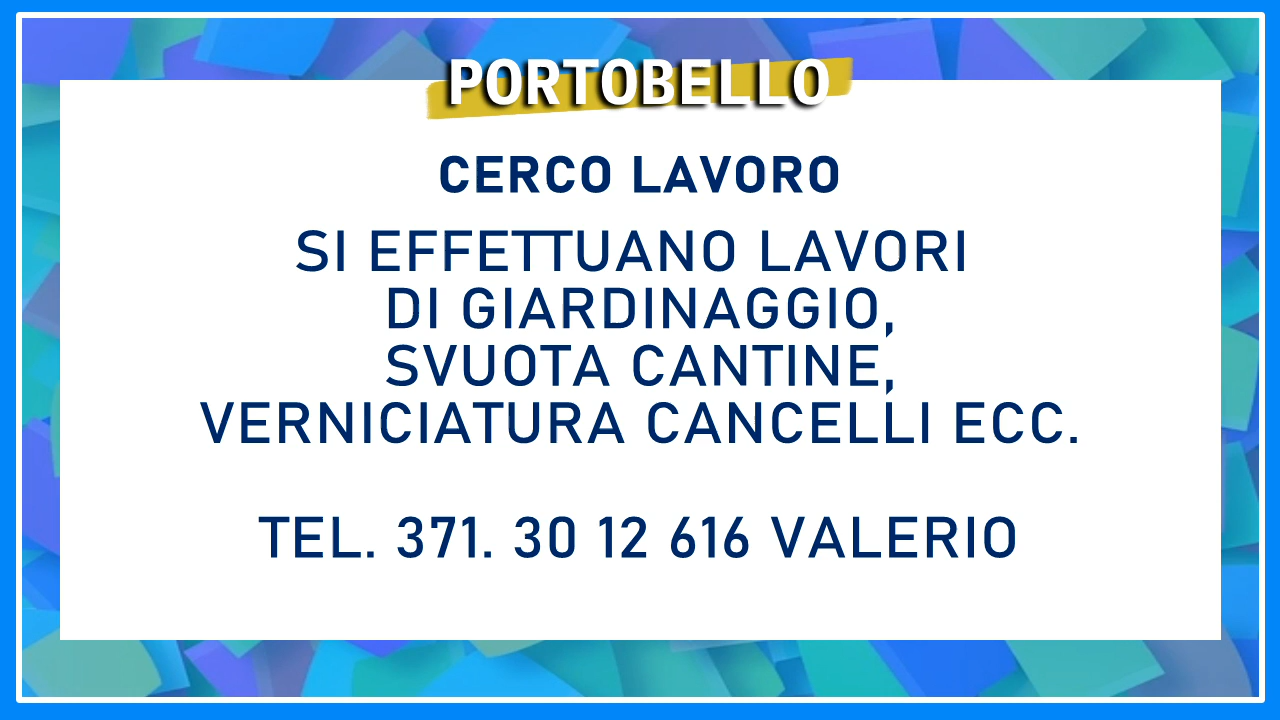 PORTOBELLO
CERCO LAVORO
SI EFFETTUANO LAVORI
DI GIARDINAGGIO,
SVUOTA CANTINE,
VERNICIATURA CANCELLI ECC.
TEL. 371. 30 12 616 VALERIO